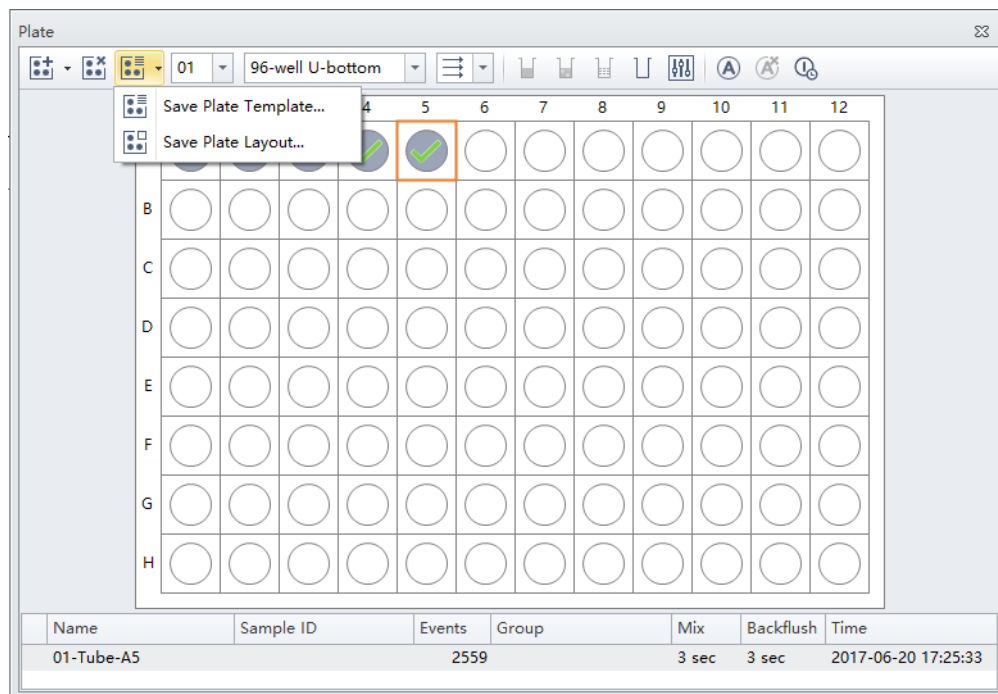 Plate
01 96-well U-bottom
Save Plate Template...
Save Plate Layout...
4 5 6 7 8 9 10 11 12
B
C
D
E
F
G
H
Name Sample ID Events Group Mix Backflush Time
01-Tube-A5 2559 3 sec 3 sec 2017-06-20 17:25:33